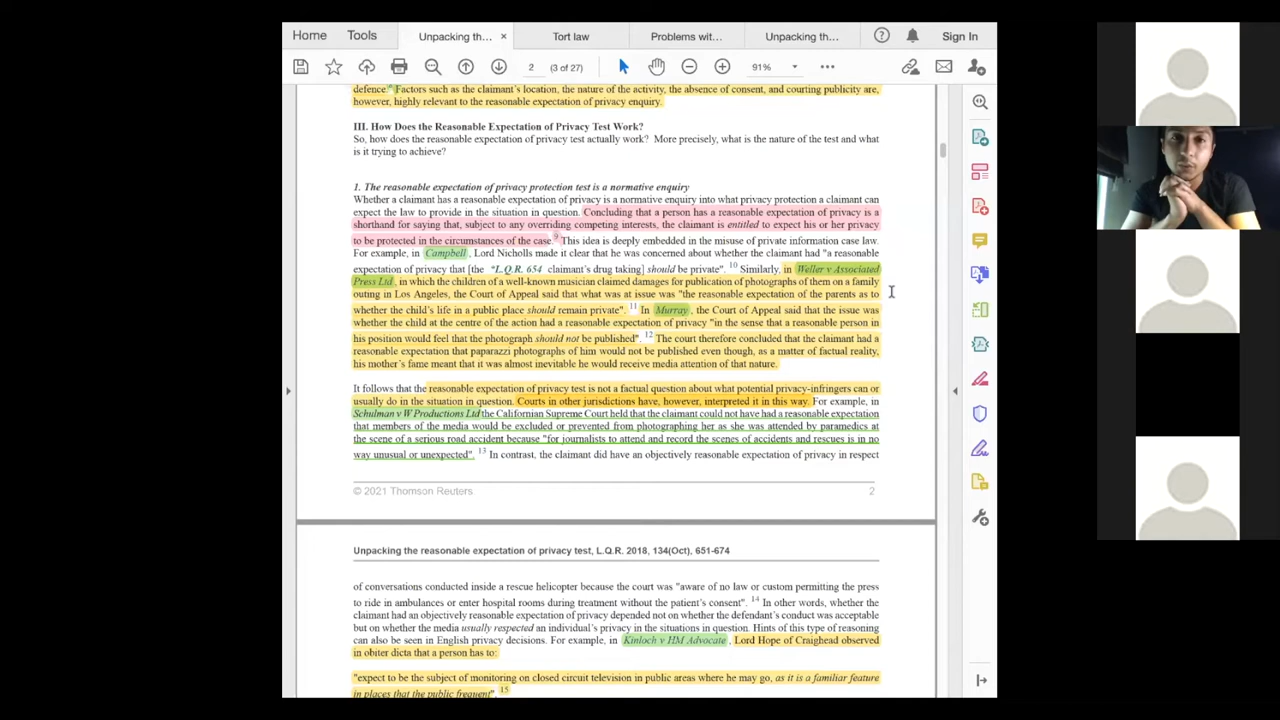 Home
Tools
Unpacking th...
×
Tort law
Problems wit...
Unpacking th...
Sign In
2
(3 of 27)
91%
defence.8 Factors such as the claimant's location, the nature of the activity, the absence of consent, and courting publicity are,
however, highly relevant to the reasonable expectation of privacy enquiry.
III. How Does the Reasonable Expectation of Privacy Test Work?
So, how does the reasonable expectation of privacy test actually work? More precisely, what is the nature of the test and what
is it trying to achieve?
1. The reasonable expectation of privacy protection test is a normative enquiry
Whether a claimant has a reasonable expectation of privacy is a normative enquiry into what privacy protection a claimant can
expect the law to provide in the situation in question. Concluding that a person has a reasonable expectation of privacy is a
shorthand for saying that, subject to any overriding competing interests, the claimant is entitled to expect his or her privacy
to be protected in the circumstances of the case. 9 This idea is deeply embedded in the misuse of private information case law.
For example, in Campbell, Lord Nicholls made it clear that he was concerned about whether the claimant had "a reasonable
expectation of privacy that [the *L.Q.R. 654 claimant's drug taking] should be private". 10 Similarly, in Weller v Associated
Press Ltd, in which the children of a well-known musician claimed damages for publication of photographs of them on a family
outing in Los Angeles, the Court of Appeal said that what was at issue was "the reasonable expectation of the parents as to
whether the child's life in a public place should remain private". 11 In Murray, the Court of Appeal said that the issue was
whether the child at the centre of the action had a reasonable expectation of privacy "in the sense that a reasonable person in
his position would feel that the photograph should not be published". 12 The court therefore concluded that the claimant had a
reasonable expectation that paparazzi photographs of him would not be published even though, as a matter of factual reality,
his mother's fame meant that it was almost inevitable he would receive media attention of that nature.
It follows that the reasonable expectation of privacy test is not a factual question about what potential privacy-infringers can or
usually do in the situation in question. Courts in other jurisdictions have, however, interpreted it in this way. For example, in
Schulman v W Productions Ltd the Californian Supreme Court held that the claimant could not have had a reasonable expectation
that members of the media would be excluded or prevented from photographing her as she was attended by paramedics at
the scene of a serious road accident because "for journalists to attend and record the scenes of accidents and rescues is in no
way unusual or unexpected". 13 In contrast, the claimant did have an objectively reasonable expectation of privacy in respect
© 2021 Thomson Reuters
2
Unpacking the reasonable expectation of privacy test, L.Q.R. 2018, 134(Oct), 651-674
of conversations conducted inside a rescue helicopter because the court was "aware of no law or custom permitting the press
to ride in ambulances or enter hospital rooms during treatment without the patient's consent". 14 In other words, whether the
claimant had an objectively reasonable expectation of privacy depended not on whether the defendant's conduct was acceptable
but on whether the media usually respected an individual's privacy in the situations in question. Hints of this type of reasoning
can also be seen in English privacy decisions. For example, in Kinloch v HM Advocate, Lord Hope of Craighead observed
in obiter dicta that a person has to:
"expect to be the subject of monitoring on closed circuit television in public areas where he may go, as it is a familiar feature
in places that the public frequent". 15